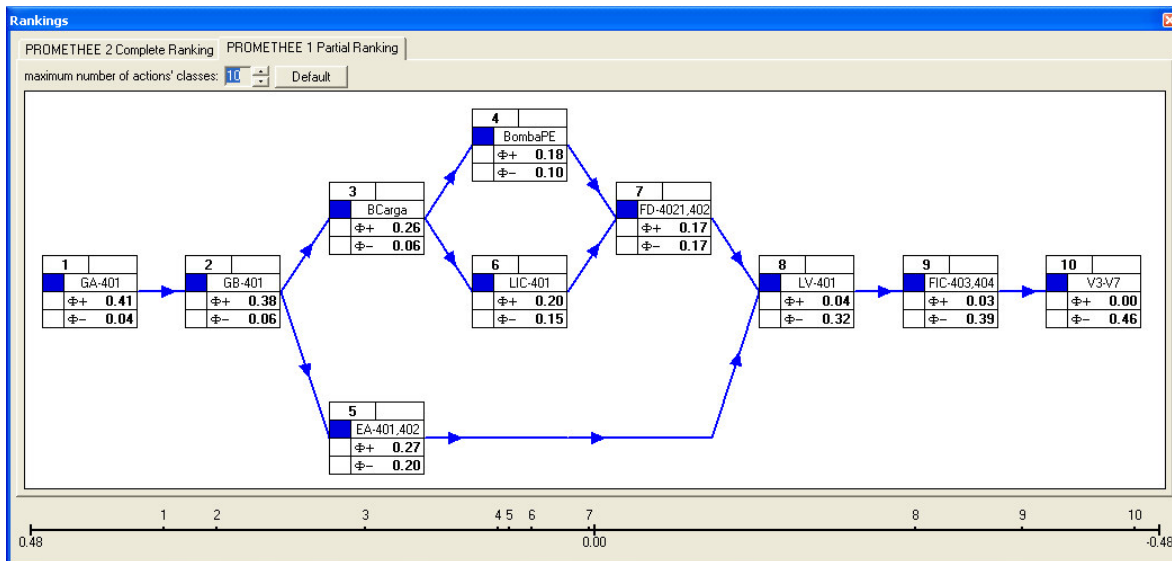 Rankings
PROMETHEE 2 Complete Ranking PROMETHEE 1 Partial Ranking
maximum number of actions' classes: 10 Default
1
GA-401
Φ+ 0.41
Φ− 0.04
2
GB-401
Φ+ 0.38
Φ− 0.06
3
BCarga
Φ+ 0.26
Φ− 0.06
4
BombaPE
Φ+ 0.18
Φ− 0.10
6
LIC-401
Φ+ 0.20
Φ− 0.15
5
EA-401,402
Φ+ 0.27
Φ− 0.20
7
FD-4021,402
Φ+ 0.17
Φ− 0.17
8
LV-401
Φ+ 0.04
Φ− 0.32
9
FIC-403,404
Φ+ 0.03
Φ− 0.39
10
V3-V7
Φ+ 0.00
Φ− 0.46
1 2 3 4 5 6 7 8 9 10
0.48 0.00 -0.48